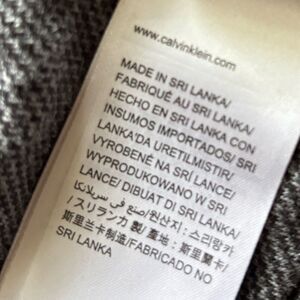 www.calvinklein.com
MADE IN SRI LANKA/
FABRIQUÉ AU SRI LANKA/
HECHO EN SRI LANKA CON
INSUMOS IMPORTADOS/ SRI
LANKA'DA URETILMISTIR/
VYROBENÉ NA SRÍ LANCE/
WYPRODUKOWANO W SRI
LANCE/ DIBUAT DI SRI LANKA/
صنع في سريلانكا/원산지: 스리랑카
/スリランカ 製/產地：斯里蘭卡/
斯里兰卡制造/FABRICADO NO
SRI LANKA